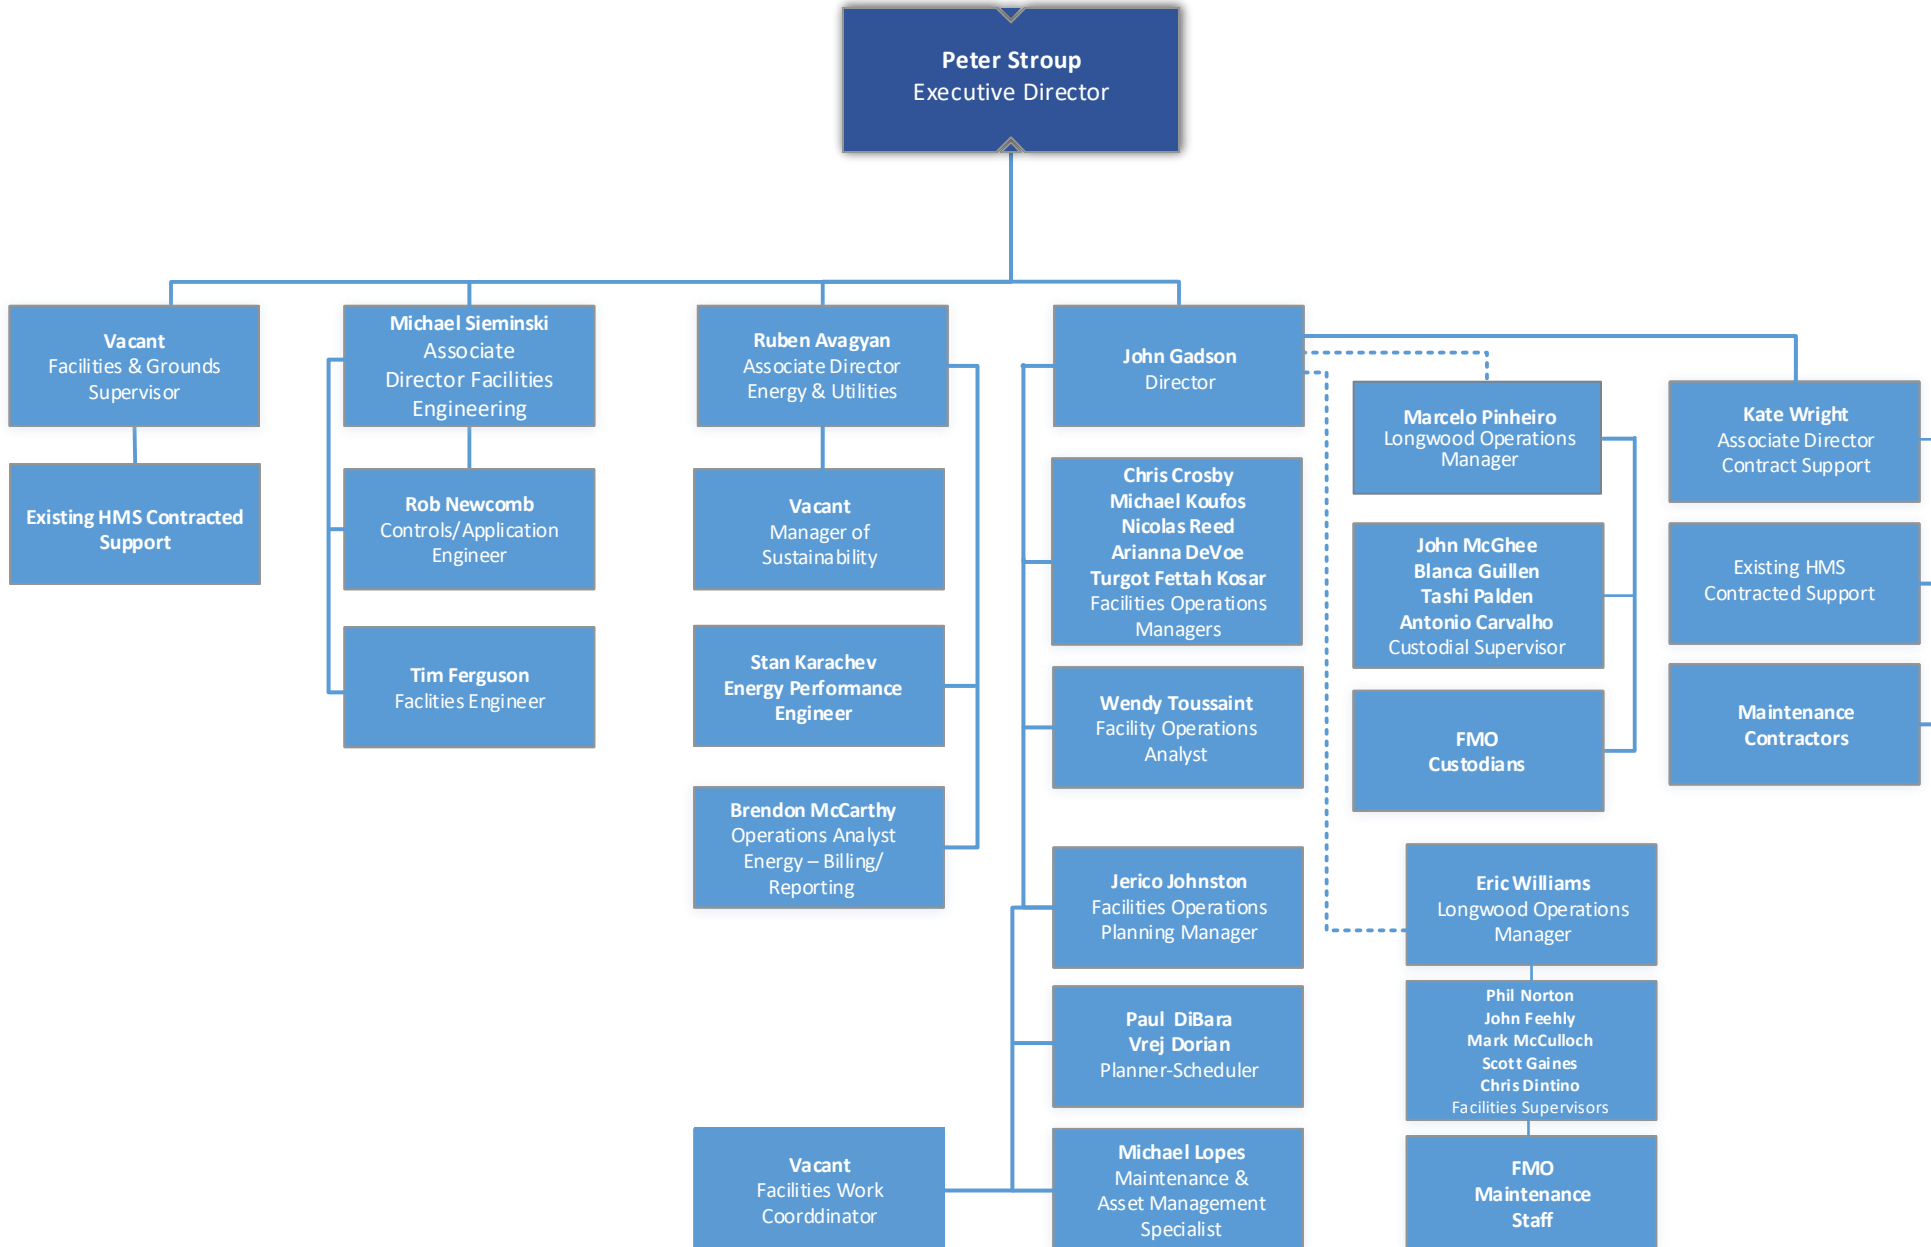 Peter Stroup
Executive Director
Vacant
Facilities & Grounds
Supervisor
Existing HMS Contracted
Support
Michael Sieminski
Associate
Director Facilities
Engineering
Rob Newcomb
Controls/Application
Engineer
Tim Ferguson
Faclities Engineer
Ruben Avagyan
Associate Director
Energy & Utilities
Vacant
Manager of
Sustainability
Stan Karachev
Energy Performance
Engineer
Brendon McCarthy
Operations Analyst
Energy – Billing/
Reporting
John Gadson
Director
Chris Crosby
Michael Koufos
Nicolas Reed
Arianna DeVoe
Turgot Fettah Kosar
Facilities Operations
Managers
Wendy Toussaint
Facility Operations
Analyst
Jerico Johnston
Facilities Operations
Planning Manager
Paul DiBara
Vrej Dorian
Planner-Scheduler
Vacant
Facilities Work
Coorddinator
Michael Lopes
Maintenance &
Asset Management
Specialist
Marcelo Pinheiro
Longwood Operations
Manager
John McGhee
Blanca Guillen
Tashi Palden
Antonio Carvalho
Custodial Supervisor
FMO
Custodians
Eric Williams
Longwood Operations
Manager
Phil Norton
John Feehly
Mark McCulloch
Scott Gaines
Chris Dintino
Facilities Supervisors
FMO
Maintenance
Staff
Kate Wright
Associate Director
Contract Support
Existing HMS
Contracted Support
Maintenance
Contractors